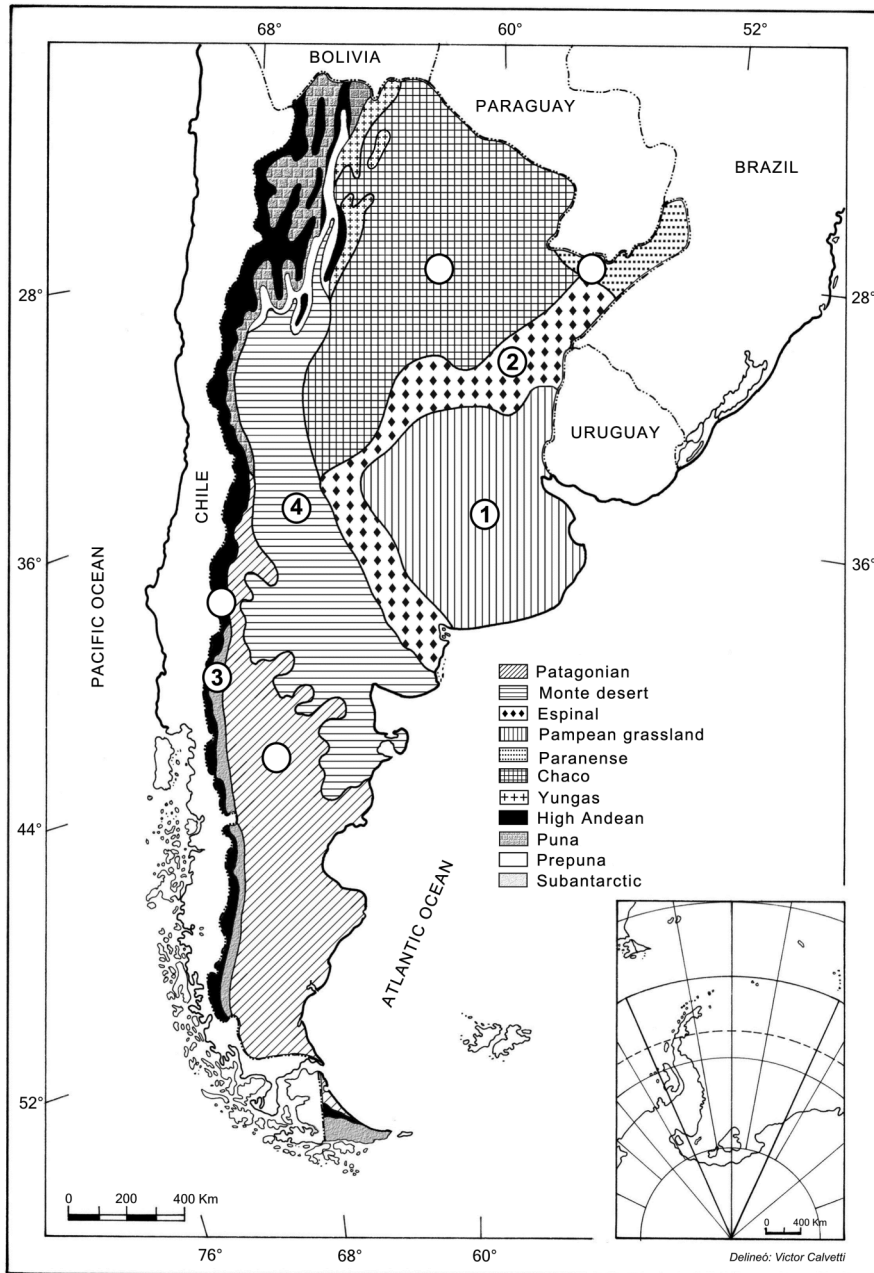 68°
60°
52°
BOLIVIA
PARAGUAY
BRAZIL
28°
28°
2
URUGUAY
CHILE
4
1
36°
36°
PACIFIC OCEAN
3
Patagonian
Monte desert
Espinal
Pampean grassland
Paranense
Chaco
Yungas
High Andean
Puna
Prepuna
Subantarctic
44°
ATLANTIC OCEAN
52°
0 200 400 Km
0 400 Km
76°
68°
60°
Delineó: Victor Calvetti